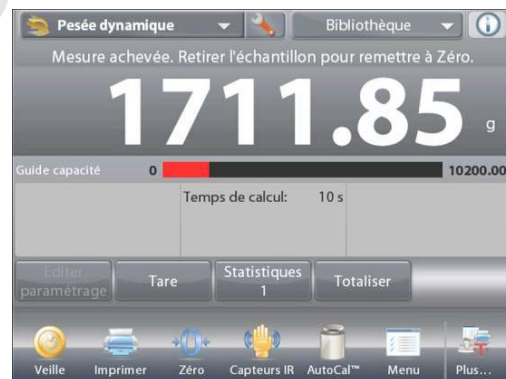 Pesée dynamique
Bibliothèque
Mesure achevée. Retirer l'échantillon pour remettre à Zéro.
1711.85 g
Guide capacité 0 10200.00
Temps de calcul: 10 s
Editer
paramétrage
Tare
Statistiques
1
Totaliser
Veille Imprimer Zéro Capteurs IR AutoCal™ Menu Plus...